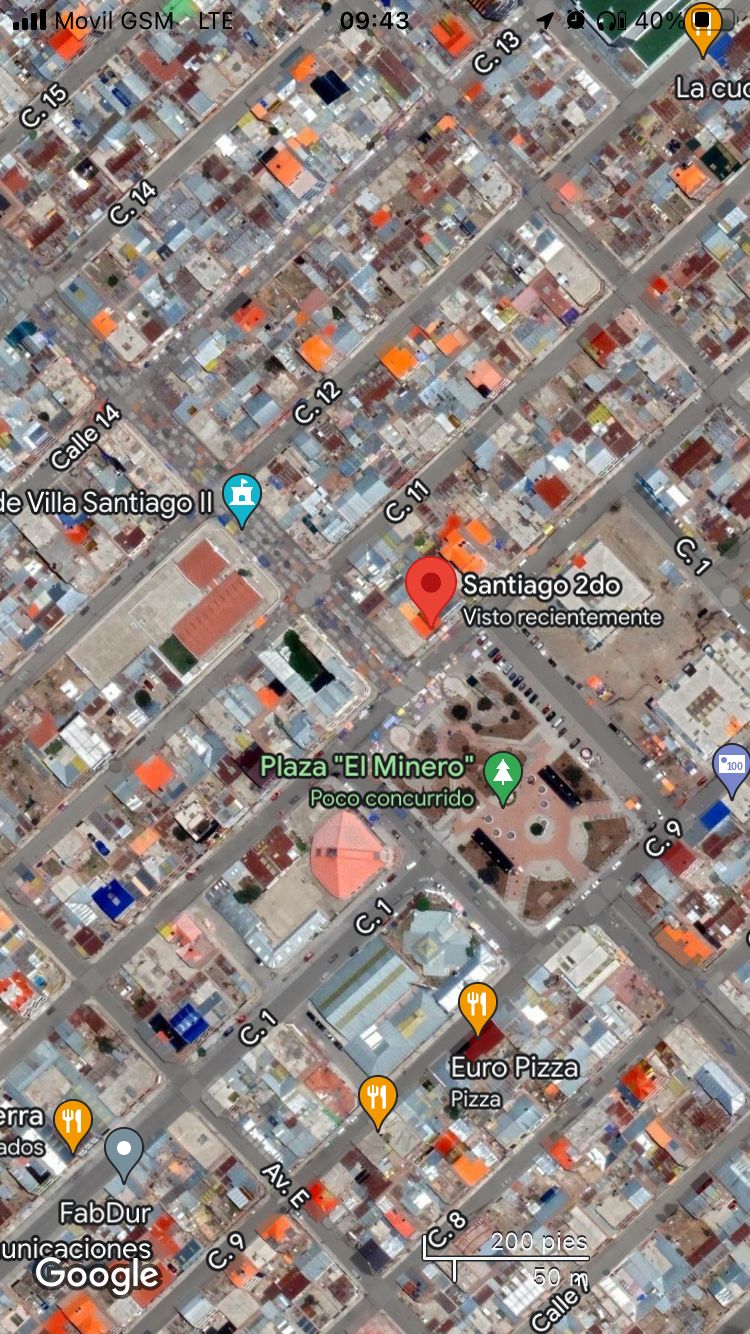 Movil GSM LTE
09:43
40%
C. 13
La cuc
C. 15
C. 14
C. 12
Calle 14
de Villa Santiago II
C. 11
C. 1
Santiago 2do
Visto recientemente
Plaza "El Minero"
Poco concurrido
100
C. 9
C. 1
C. 1
Euro Pizza
Pizza
erra
ados
Av. E
FabDur
unicaciones
C. 9
C. 8
200 pies
50 m
Calle 7
Google